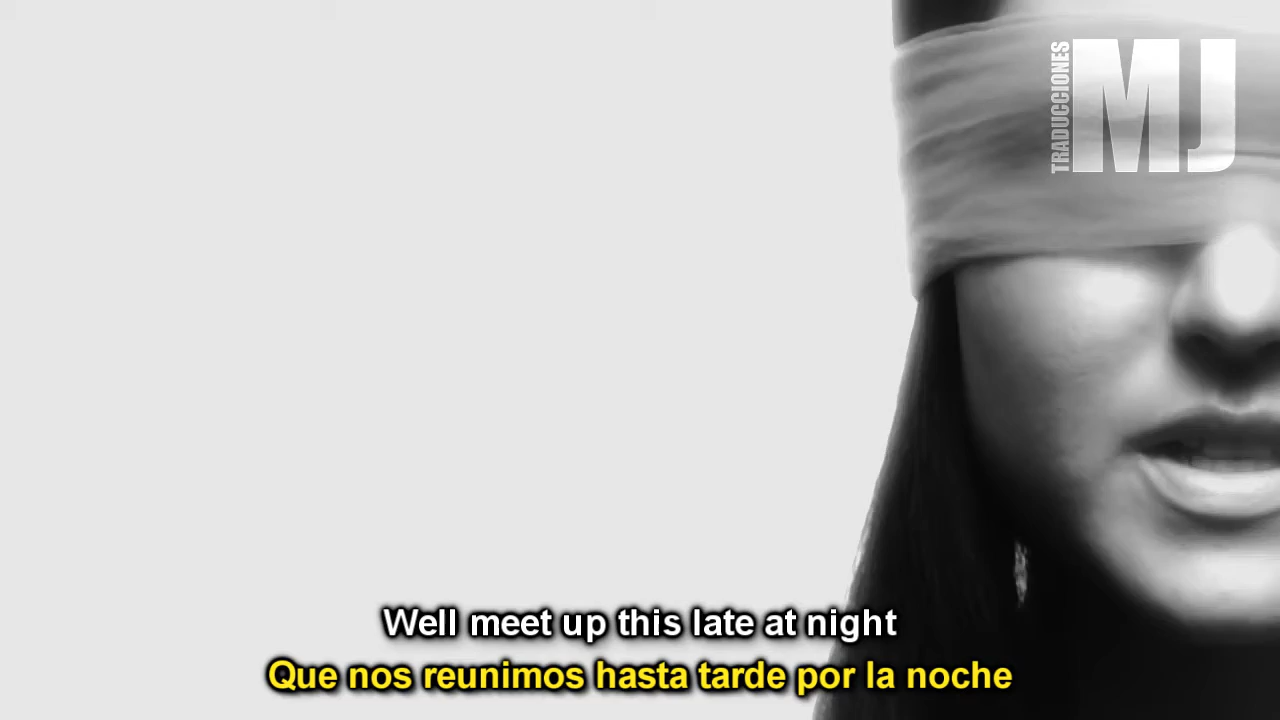 TRADUCCIONES
MJ
Well meet up this late at night
Que nos reunimos hasta tarde por la noche